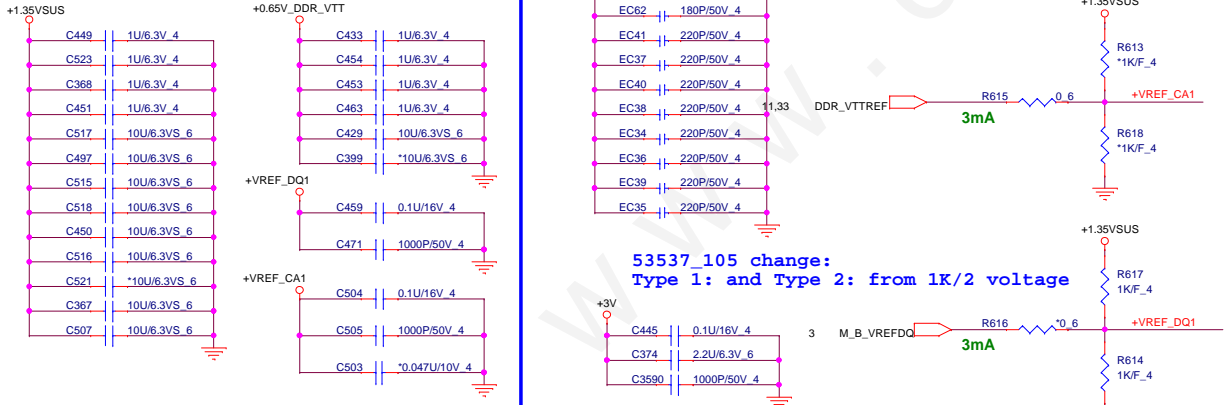 +1.35VSUS
C449 1U/6.3V_4
C523 1U/6.3V_4
C368 1U/6.3V_4
C451 1U/6.3V_4
C517 10U/6.3VS_6
C497 10U/6.3VS_6
C515 10U/6.3VS_6
C518 10U/6.3VS_6
C450 10U/6.3VS_6
C516 10U/6.3VS_6
C521 *10U/6.3VS_6
C367 10U/6.3VS_6
C507 10U/6.3VS_6
+0.65V_DDR_VTT
C433 1U/6.3V_4
C454 1U/6.3V_4
C453 1U/6.3V_4
C463 1U/6.3V_4
C429 10U/6.3VS_6
C399 *10U/6.3VS_6
+VREF_DQ1
C459 0.1U/16V_4
C471 1000P/50V_4
+VREF_CA1
C504 0.1U/16V_4
C505 1000P/50V_4
C503 *0.047U/10V_4
EC62 180P/50V_4
EC41 220P/50V_4
EC37 220P/50V_4
EC40 220P/50V_4
EC38 220P/50V_4
EC34 220P/50V_4
EC36 220P/50V_4
EC39 220P/50V_4
EC35 220P/50V_4
53537_105 change:
Type 1: and Type 2: from 1K/2 voltage
+3V
C445 0.1U/16V_4
C374 2.2U/6.3V_6
C3590 1000P/50V_4
+1.35VSUS
R613
*1K/F_4
11,33 DDR_VTTREF R615 0_6 +VREF_CA1
3mA
R618
*1K/F_4
+1.35VSUS
R617
1K/F_4
3 M_B_VREFDQ R616 *0_6 +VREF_DQ1
3mA
R614
1K/F_4
www.